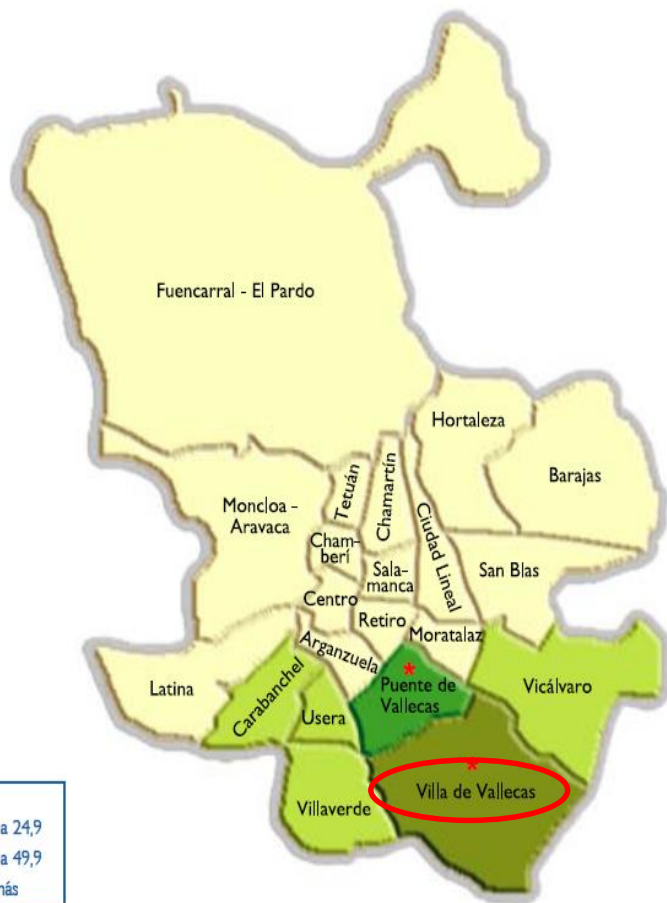 Fuencarral - El Pardo
Hortaleza
Barajas
Tetuán
Chamartín
Moncloa -
Aravaca
Ciudad Lineal
Cham-
berí
Sala-
manca
San Blas
Centro
Retiro
Moratalaz
Arganzuela
*
Latina
Carabanchel
Puente de
Vallecas
Vicálvaro
Usera
*
Villa de Vallecas
Villaverde
a 24,9
a 49,9